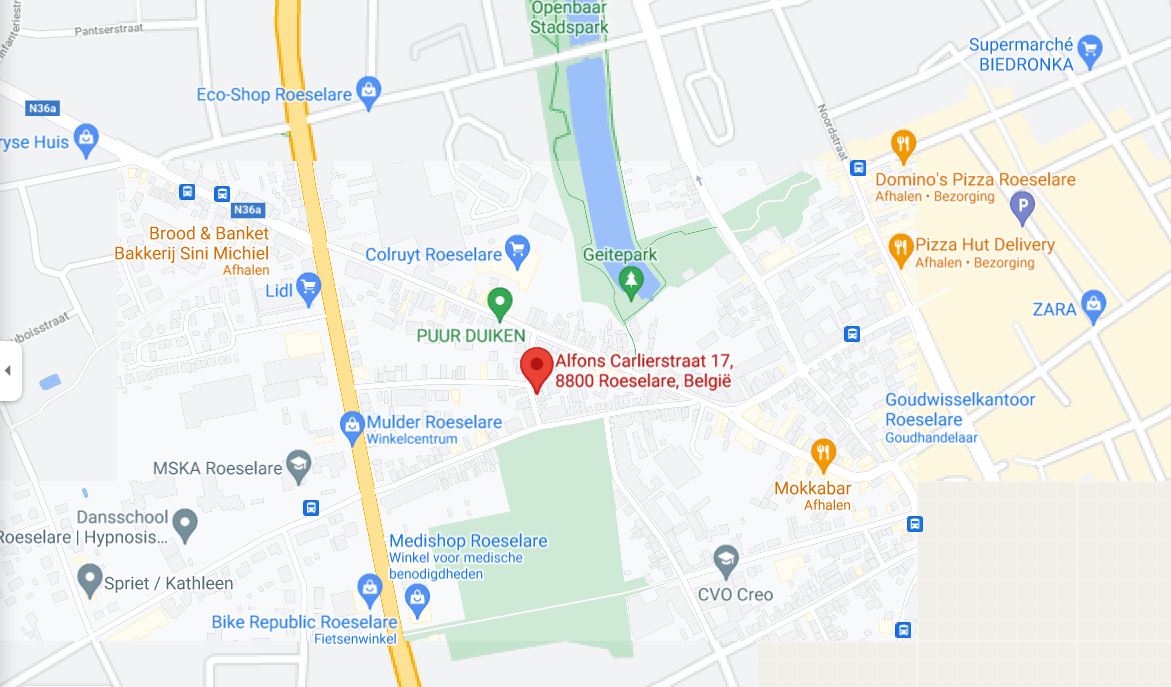 Openbaar
Stadspark
Pantserstraat
nfanteriestr
Supermarché
BIEDRONKA
Eco-Shop Roeselare
N36a
ryse Huis
Noordstraat
Domino's Pizza Roeselare
Afhalen • Bezorging
P
N36a
Brood & Banket
Bakkerij Sini Michiel
Afhalen
Colruyt Roeselare
Geitepark
Pizza Hut Delivery
Afhalen • Bezorging
Lidl
ZARA
uboisstraat
PUUR DUIKEN
Alfons Carlierstraat 17,
8800 Roeselare, België
Goudwisselkantoor
Roeselare
Goudhandelaar
Mulder Roeselare
Winkelcentrum
MSKA Roeselare
Mokkabar
Afhalen
Dansschool
Roeselare | Hypnosis...
Medishop Roeselare
Winkel voor medische
benodigdheden
Spriet / Kathleen
CVO Creo
Bike Republic Roeselare
Fietsenwinkel